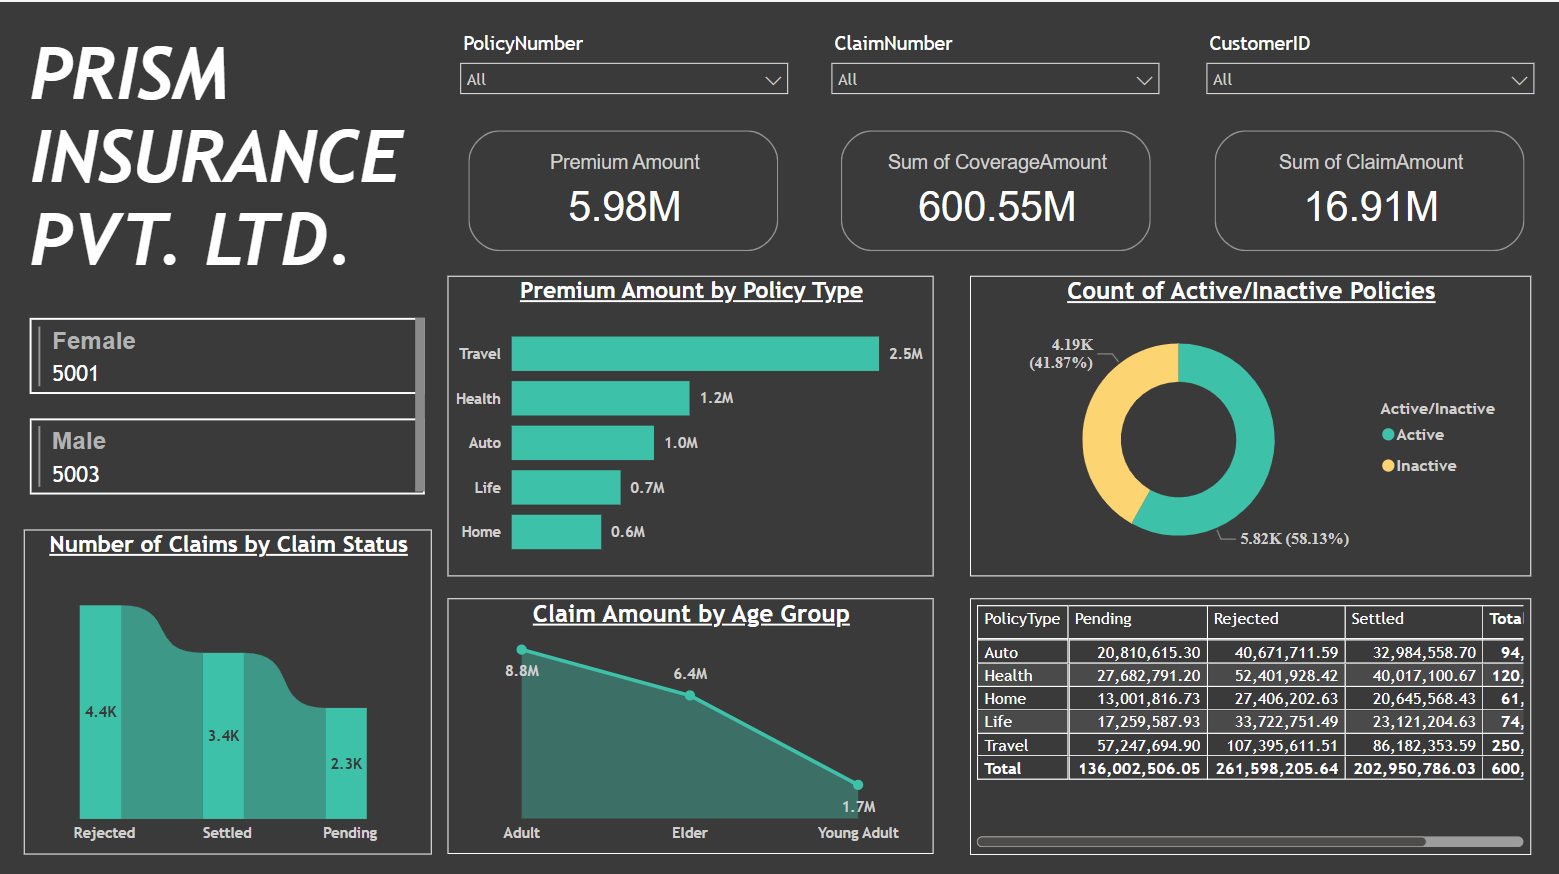 PRISM
INSURANCE
PVT. LTD.
PolicyNumber
All
ClaimNumber
All
CustomerID
All
Premium Amount
5.98M
Sum of CoverageAmount
600.55M
Sum of ClaimAmount
16.91M
Female
5001
Male
5003
Premium Amount by Policy Type
Travel 2.5M
Health 1.2M
Auto 1.0M
Life 0.7M
Home 0.6M
Count of Active/Inactive Policies
4.19K
(41.87%)
5.82K (58.13%)
Active/Inactive
Active
Inactive
Number of Claims by Claim Status
4.4K
3.4K
2.3K
Rejected Settled Pending
Claim Amount by Age Group
8.8M
6.4M
1.7M
Adult Elder Young Adult
PolicyType Pending Rejected Settled Total
Auto 20,810,615.30 40,671,711.59 32,984,558.70 94,
Health 27,682,791.20 52,401,928.42 40,017,100.67 120,
Home 13,001,816.73 27,406,202.63 20,645,568.43 61,
Life 17,259,587.93 33,722,751.49 23,121,204.63 74,
Travel 57,247,694.90 107,395,611.51 86,182,353.59 250,
Total 136,002,506.05 261,598,205.64 202,950,786.03 600,